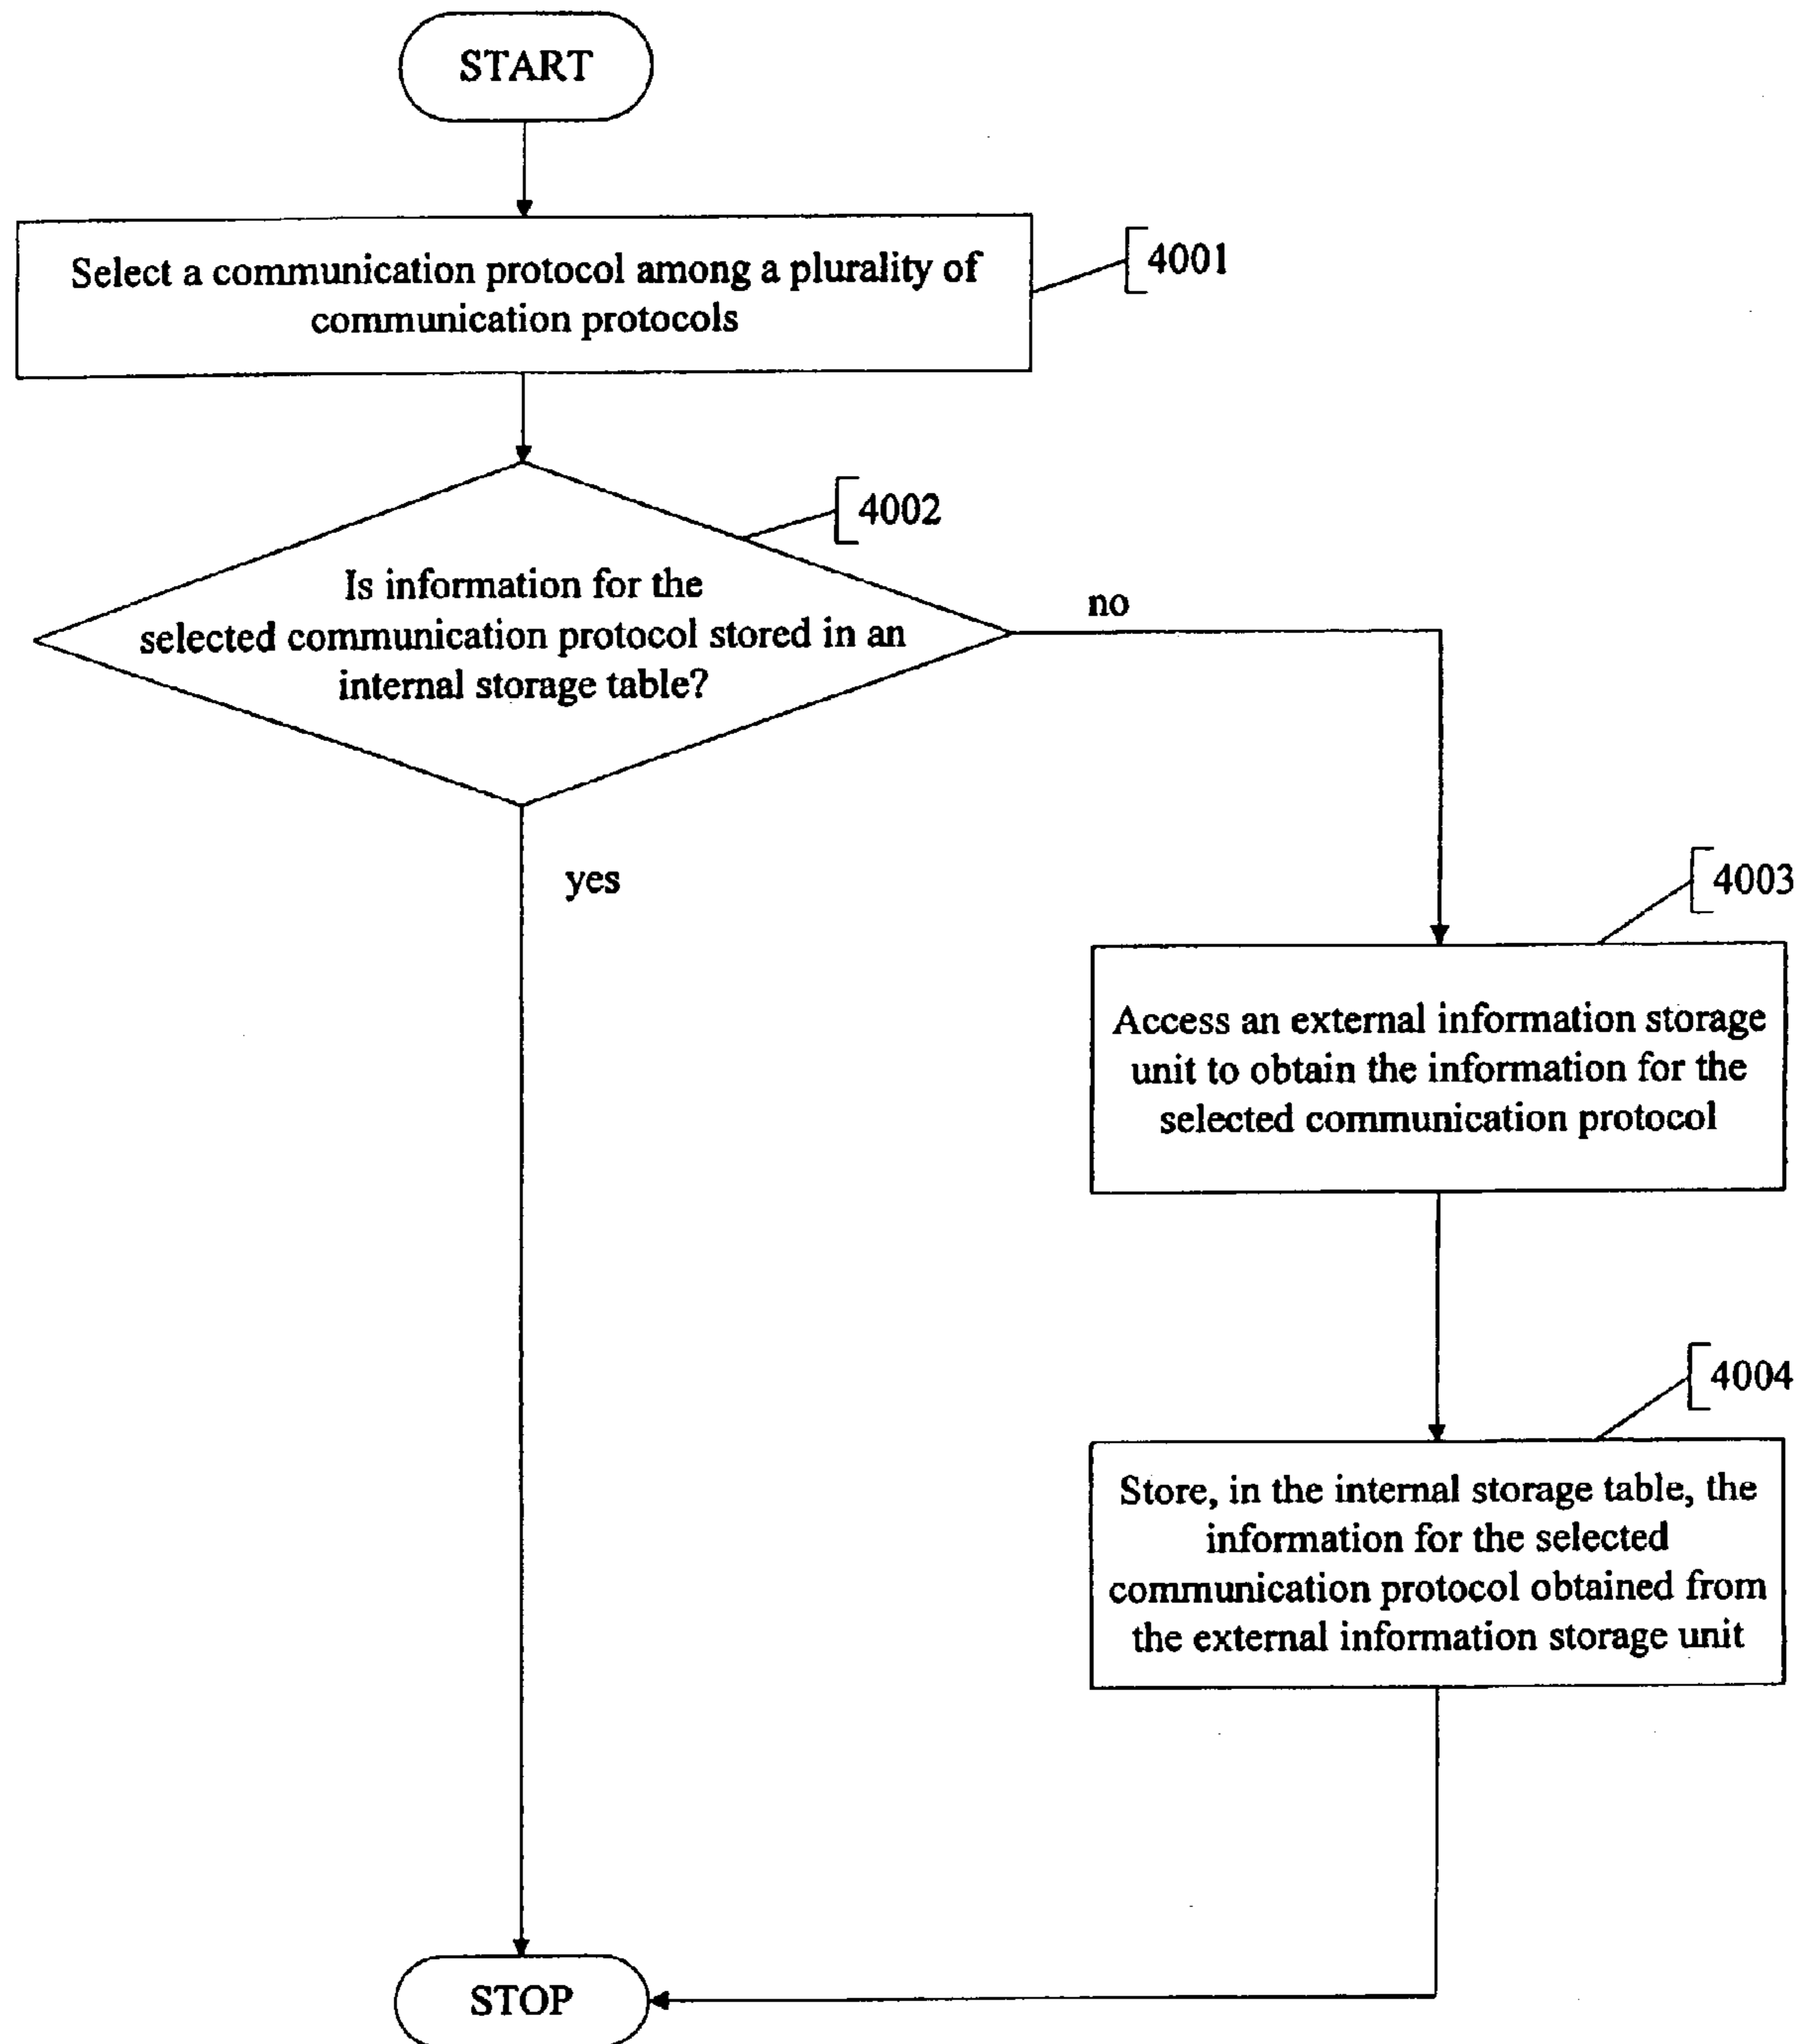 START
Select a communication protocol among a plurality of
communication protocols
4001
4002
Is information for the
selected communication protocol stored in an
internal storage table?
no
yes
4003
Access an external information storage
unit to obtain the information for the
selected communication protocol
4004
Store, in the internal storage table, the
information for the selected
communication protocol obtained from
the external information storage unit
STOP